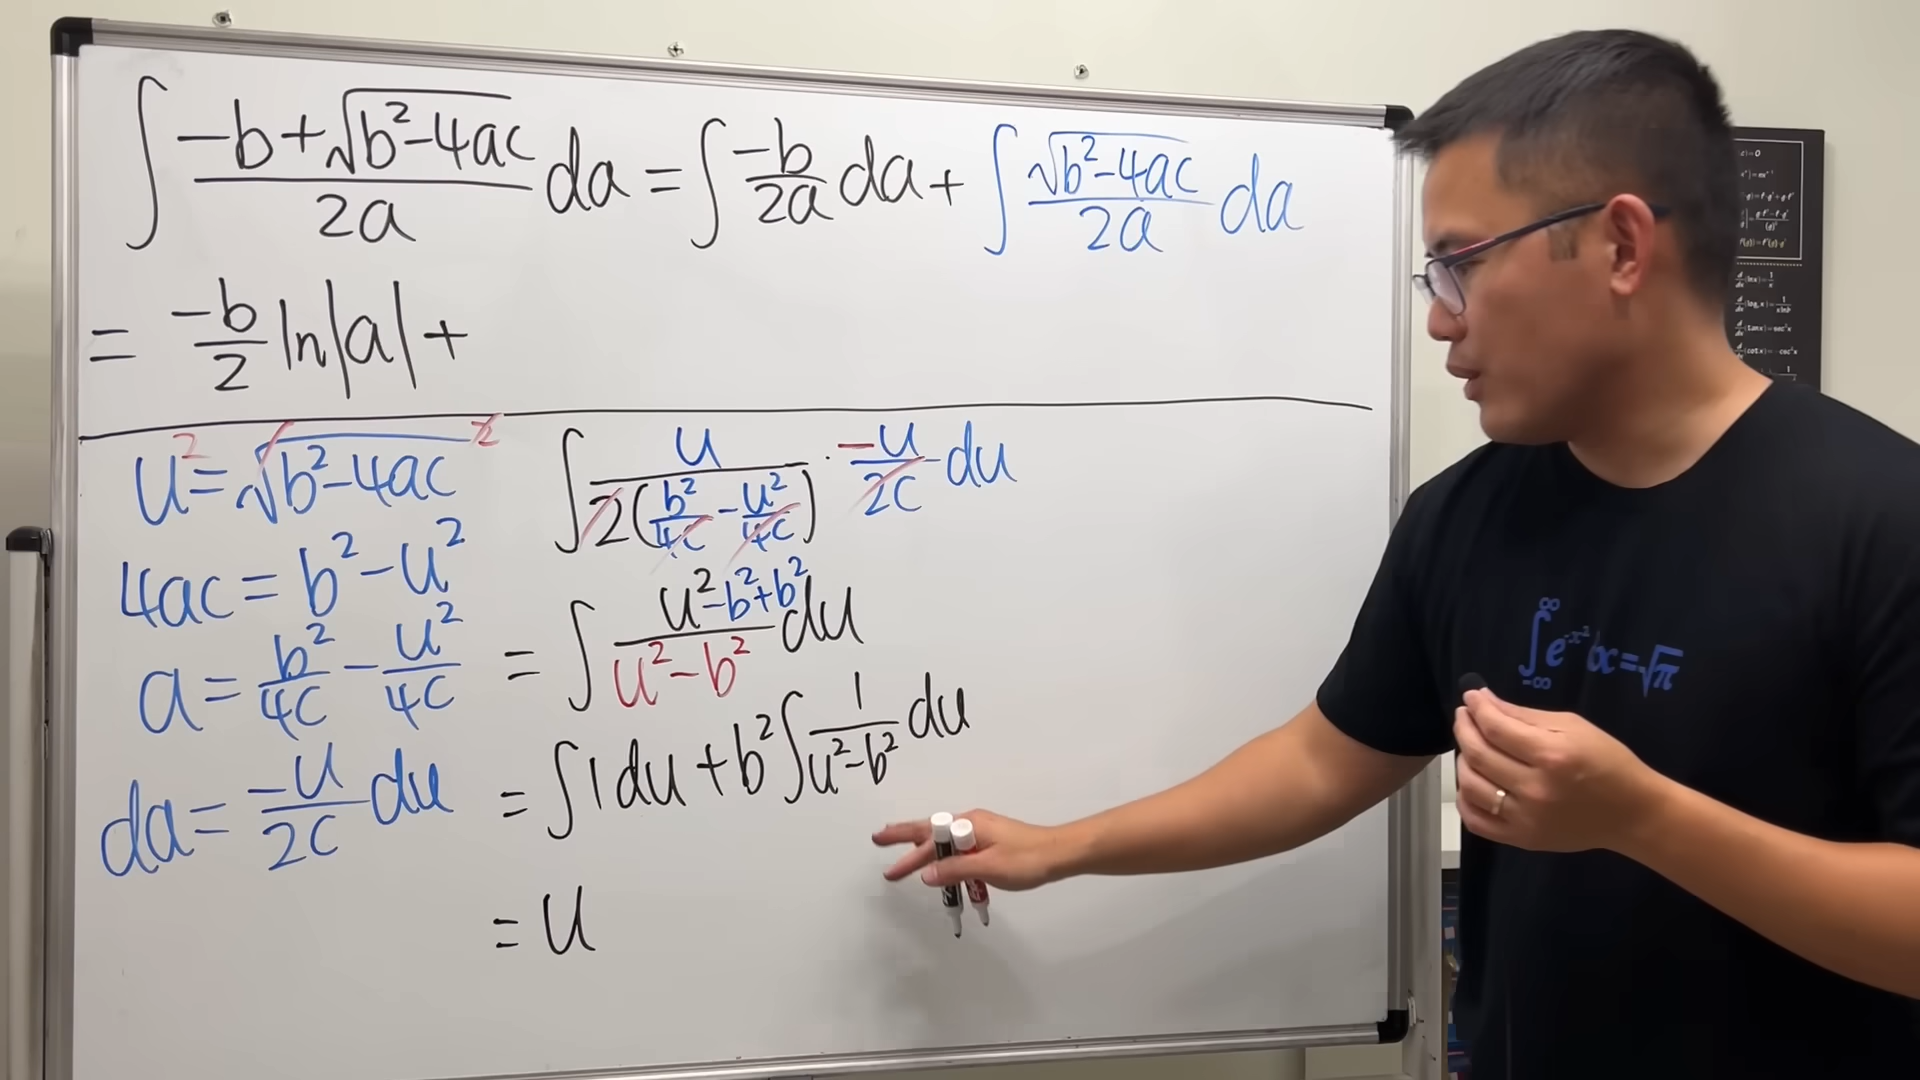 ∫ (-b+√(b²-4ac))/(2a) da = ∫ -b/(2a) da + ∫ √(b²-4ac)/(2a) da
= -b/2 ln|a| +
u² = √(b²-4ac)²
4ac = b²-u²
a = b²/4c - u²/4c
da = -u/2c du
∫ u/(2(b²/4c - u²/4c)) · -u/2c du
= ∫ (u²-b²+b²)/(u²-b²) du
= ∫ 1 du + b² ∫ 1/(u²-b²) du
= u
∫_{-∞}^{∞} e^{-x²} dx = √π